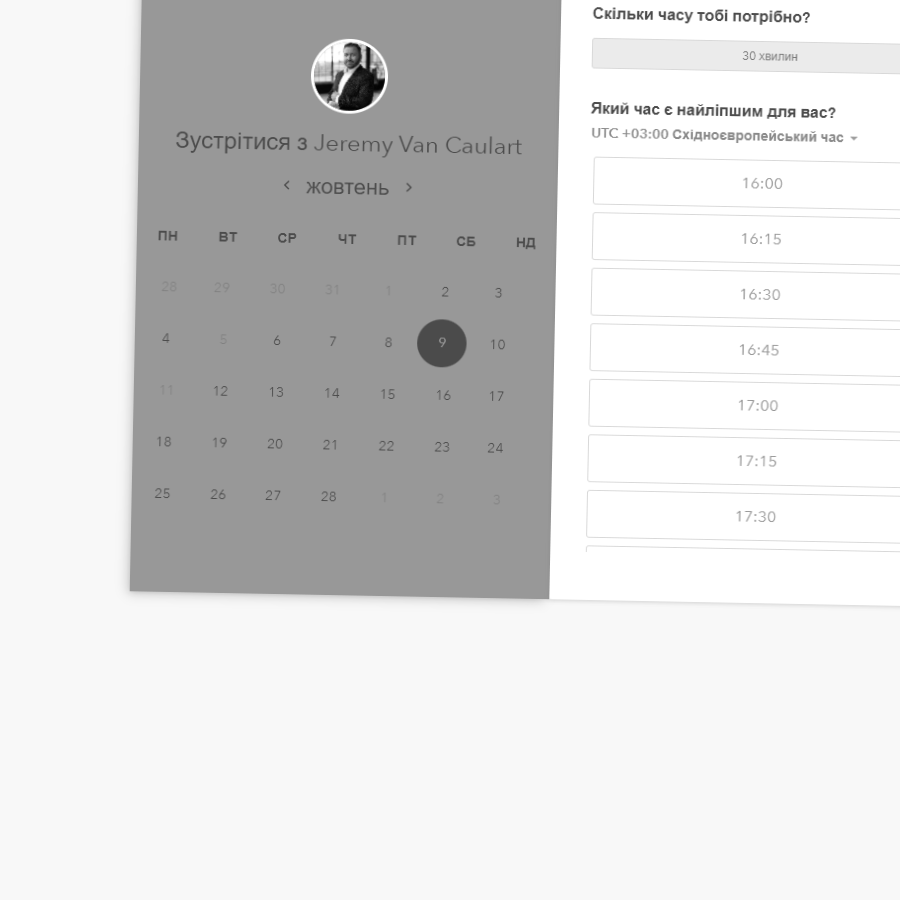 Зустрітися з Jeremy Van Caulart
жовтень
ПН ВТ СР ЧТ ПТ СБ НД
28 29 30 31 1 2 3
4 5 6 7 8 9 10
11 12 13 14 15 16 17
18 19 20 21 22 23 24
25 26 27 28 1 2 3
Скільки часу тобі потрібно?
30 хвилин
Який час є найліпшим для вас?
UTC +03:00 Східноєвропейський час
16:00
16:15
16:30
16:45
17:00
17:15
17:30